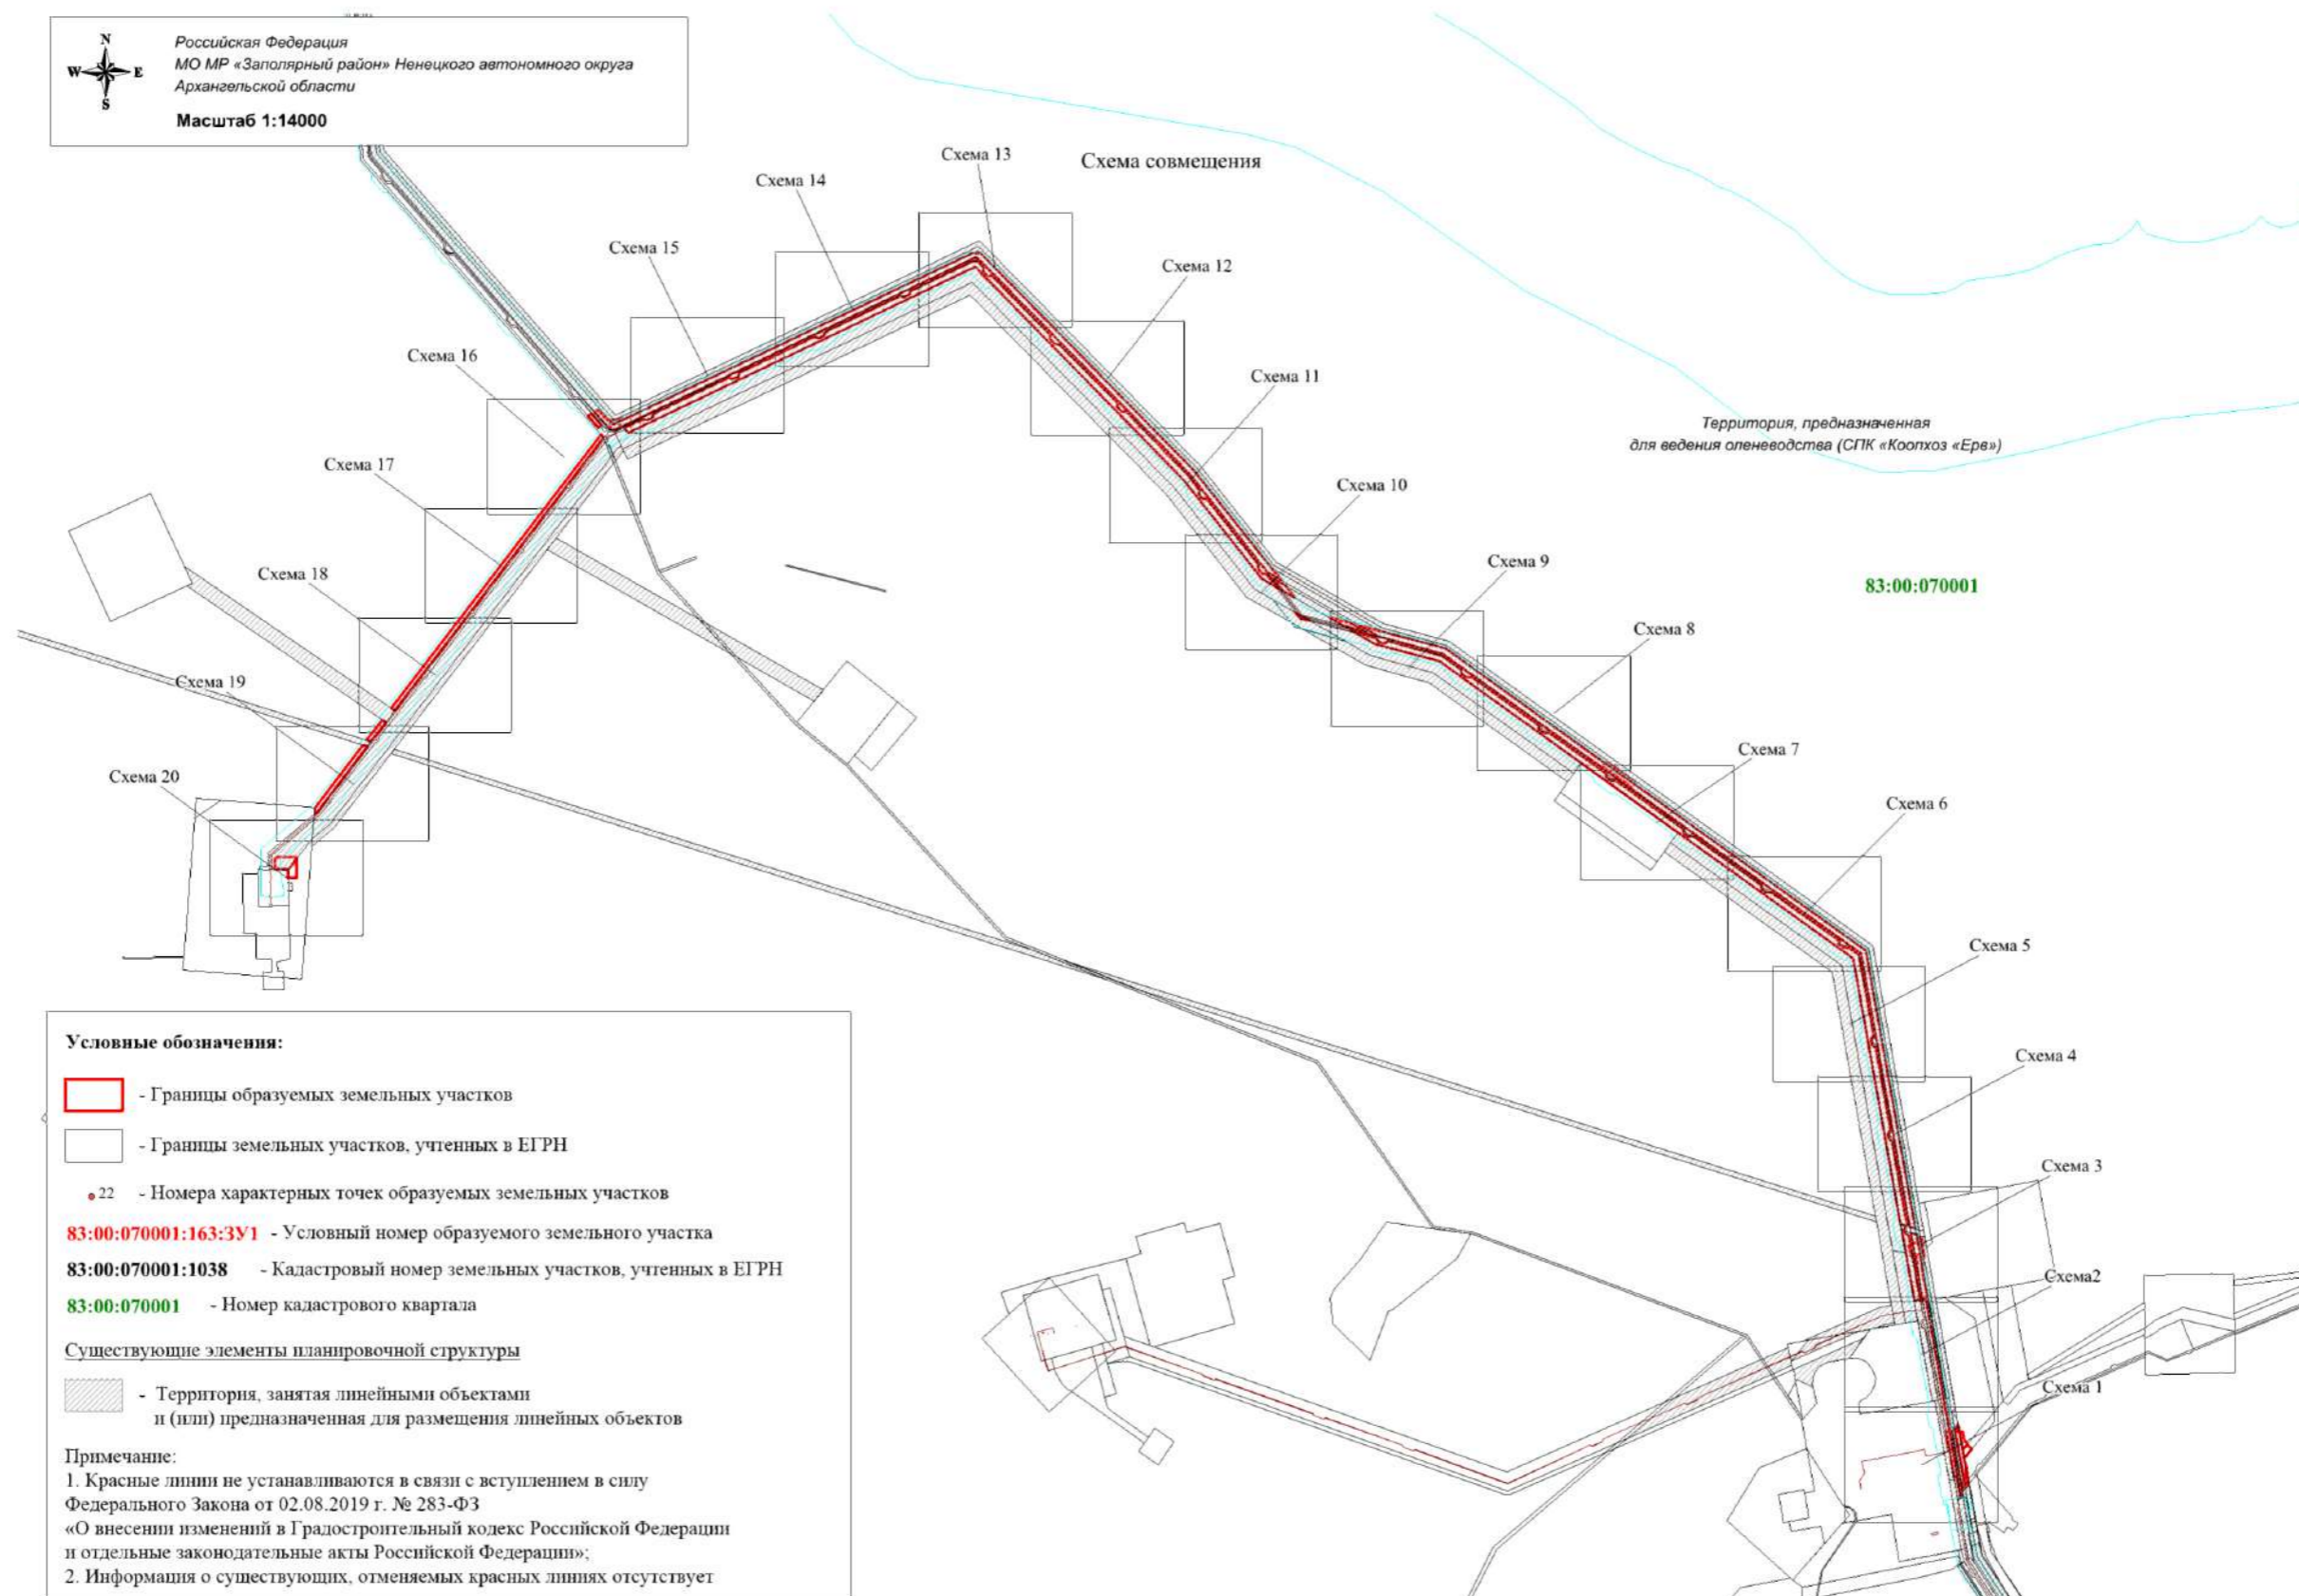 N
W E
S
Российская Федерация
МО МР «Заполярный район» Ненецкого автономного округа
Архангельской области
Масштаб 1:14000
Схема совмещения
Схема 13
Схема 14
Схема 15
Схема 12
Схема 16
Схема 11
Территория, предназначенная
для ведения оленеводства (СПК «Коопхоз «Ерв»)
Схема 17
Схема 10
Схема 9
83:00:070001
Схема 18
Схема 8
Схема 19
Схема 7
Схема 20
Схема 6
Схема 5
Схема 4
Схема 3
Схема2
Схема 1
Условные обозначения:
- Границы образуемых земельных участков
- Границы земельных участков, учтенных в ЕГРН
22 - Номера характерных точек образуемых земельных участков
83:00:070001:163:ЗУ1 - Условный номер образуемого земельного участка
83:00:070001:1038 - Кадастровый номер земельных участков, учтенных в ЕГРН
83:00:070001 - Номер кадастрового квартала
Существующие элементы планировочной структуры
- Территория, занятая линейными объектами
и (или) предназначенная для размещения линейных объектов
Примечание:
1. Красные линии не устанавливаются в связи с вступлением в силу
Федерального Закона от 02.08.2019 г. № 283-ФЗ
«О внесении изменений в Градостроительный кодекс Российской Федерации
и отдельные законодательные акты Российской Федерации»;
2. Информация о существующих, отменяемых красных линиях отсутствует